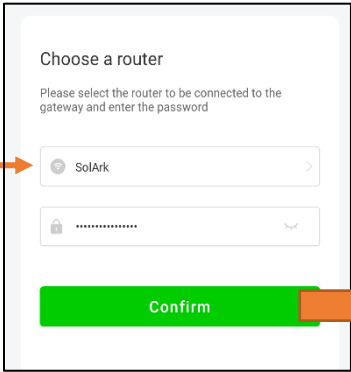 Choose a router
Please select the router to be connected to the
gateway and enter the password
SolArk
················
Confirm